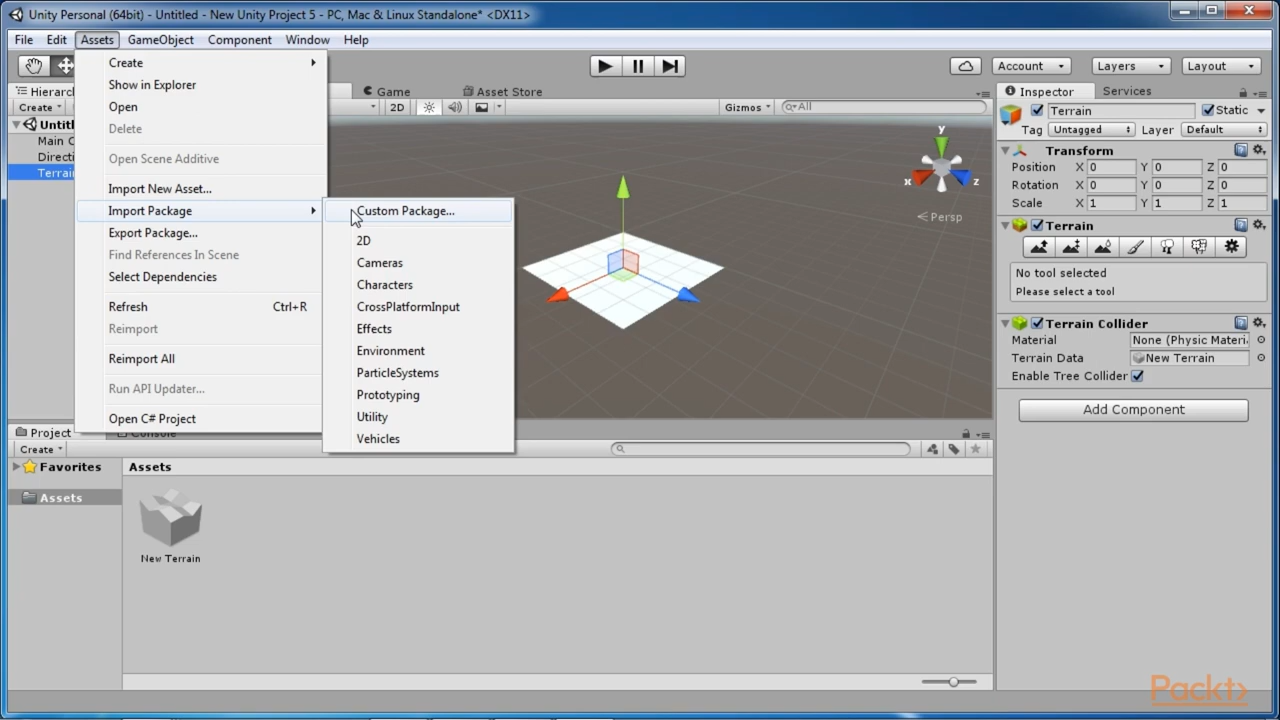 Unity Personal (64bit) - Untitled - New Unity Project 5 - PC, Mac & Linux Standalone* <DX11>
File Edit Assets GameObject Component Window Help
Account Layers Layout
Hierarch
Create
Untitl
Main C
Directi
Terrain
Create
Show in Explorer
Open
Delete
Open Scene Additive
Import New Asset...
Import Package
Export Package...
Find References In Scene
Select Dependencies
Refresh Ctrl+R
Reimport
Reimport All
Run API Updater...
Open C# Project
Custom Package...
2D
Cameras
Characters
CrossPlatformInput
Effects
Environment
ParticleSystems
Prototyping
Utility
Vehicles
Game Asset Store
2D Gizmos All
y
x z
Persp
Inspector Services
Terrain Static
Tag Untagged Layer Default
Transform
Position X 0 Y 0 Z 0
Rotation X 0 Y 0 Z 0
Scale X 1 Y 1 Z 1
Terrain
No tool selected
Please select a tool
Terrain Collider
Material None (Physic Materi
Terrain Data New Terrain
Enable Tree Collider
Add Component
Project Console
Create
Favorites
Assets
Assets
New Terrain
Packt